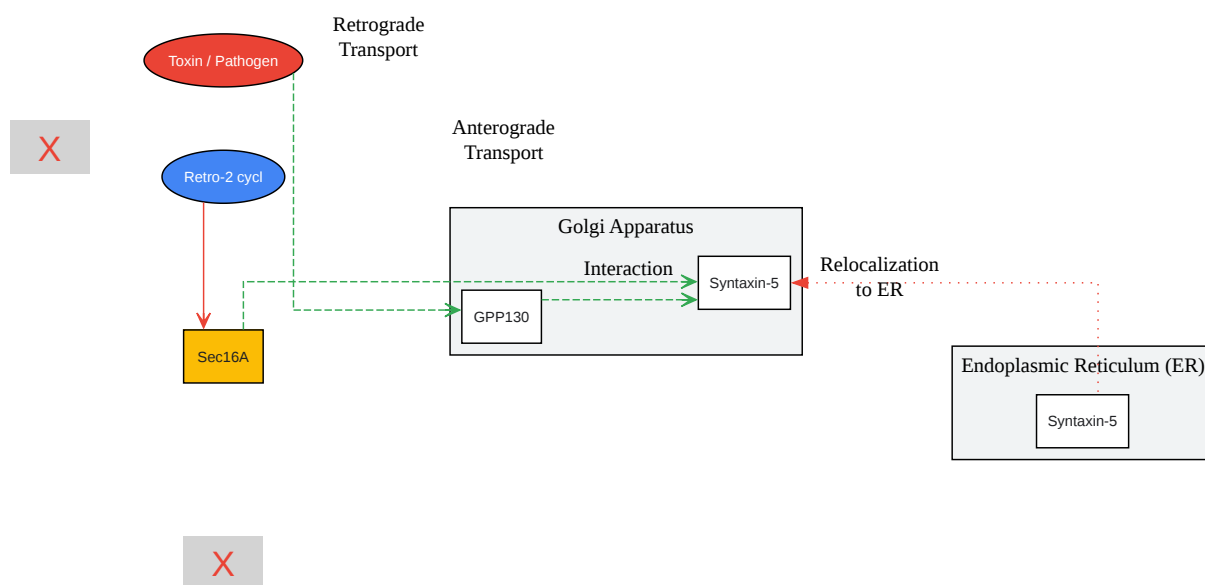 Retrograde
Transport
Toxin / Pathogen
Anterograde
Transport
X
Retro-2 cycl
Golgi Apparatus
Interaction
Syntaxin-5
Relocalization
to ER
GPP130
Sec16A
Endoplasmic Reticulum (ER)
Syntaxin-5
X